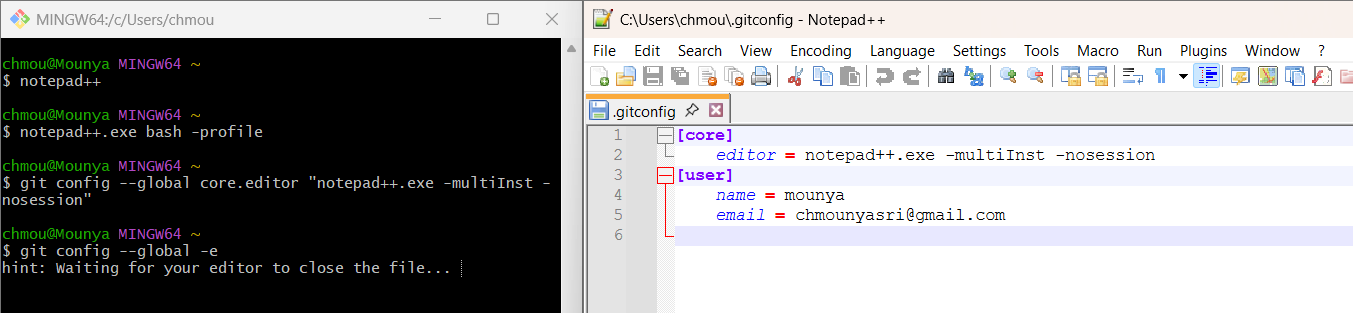 MINGW64:/c/Users/chmou
chmou@Mounya MINGW64 ~
$ notepad++
chmou@Mounya MINGW64 ~
$ notepad++.exe bash -profile
chmou@Mounya MINGW64 ~
$ git config --global core.editor "notepad++.exe -multiInst -
nosession"
chmou@Mounya MINGW64 ~
$ git config --global -e
hint: Waiting for your editor to close the file...
C:\Users\chmou\.gitconfig - Notepad++
File Edit Search View Encoding Language Settings Tools Macro Run Plugins Window ?
.gitconfig
1 [core]
2 editor = notepad++.exe -multiInst -nosession
3 [user]
4 name = mounya
5 email = chmounyasri@gmail.com
6